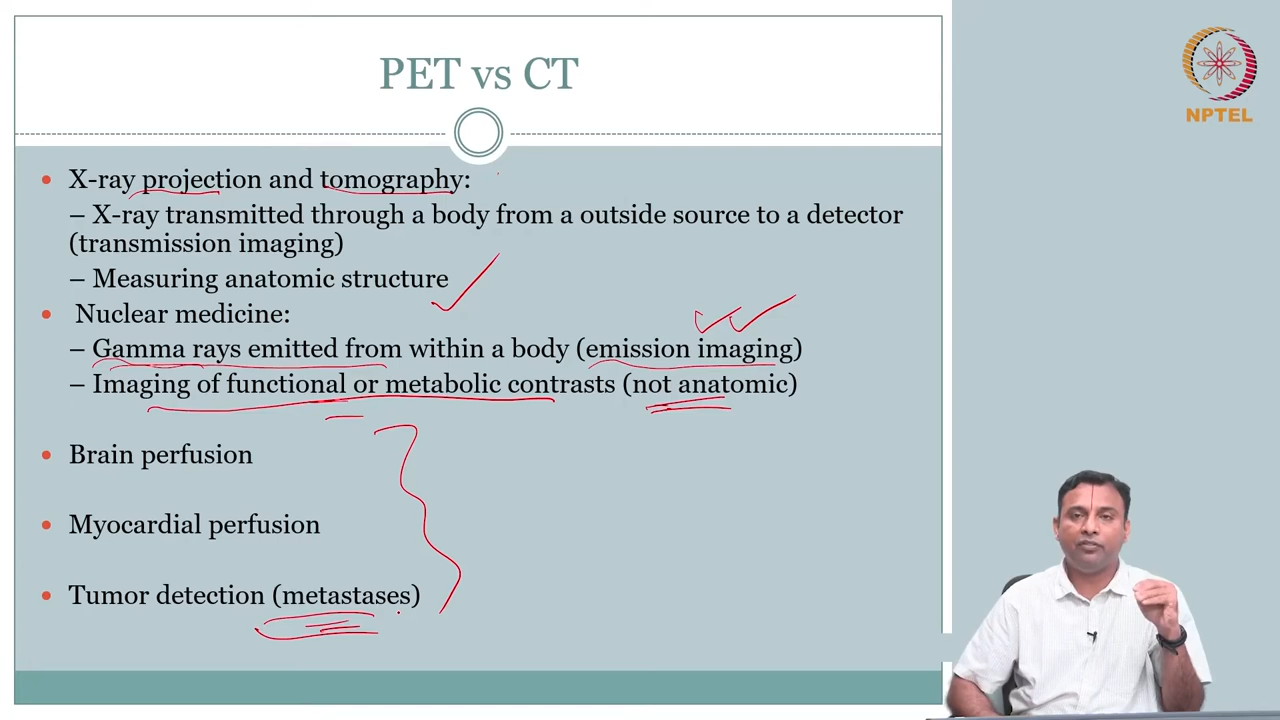 PET vs CT
NPTEL
• X-ray projection and tomography:
– X-ray transmitted through a body from a outside source to a detector
(transmission imaging)
– Measuring anatomic structure
• Nuclear medicine:
– Gamma rays emitted from within a body (emission imaging)
– Imaging of functional or metabolic contrasts (not anatomic)
• Brain perfusion
• Myocardial perfusion
• Tumor detection (metastases)